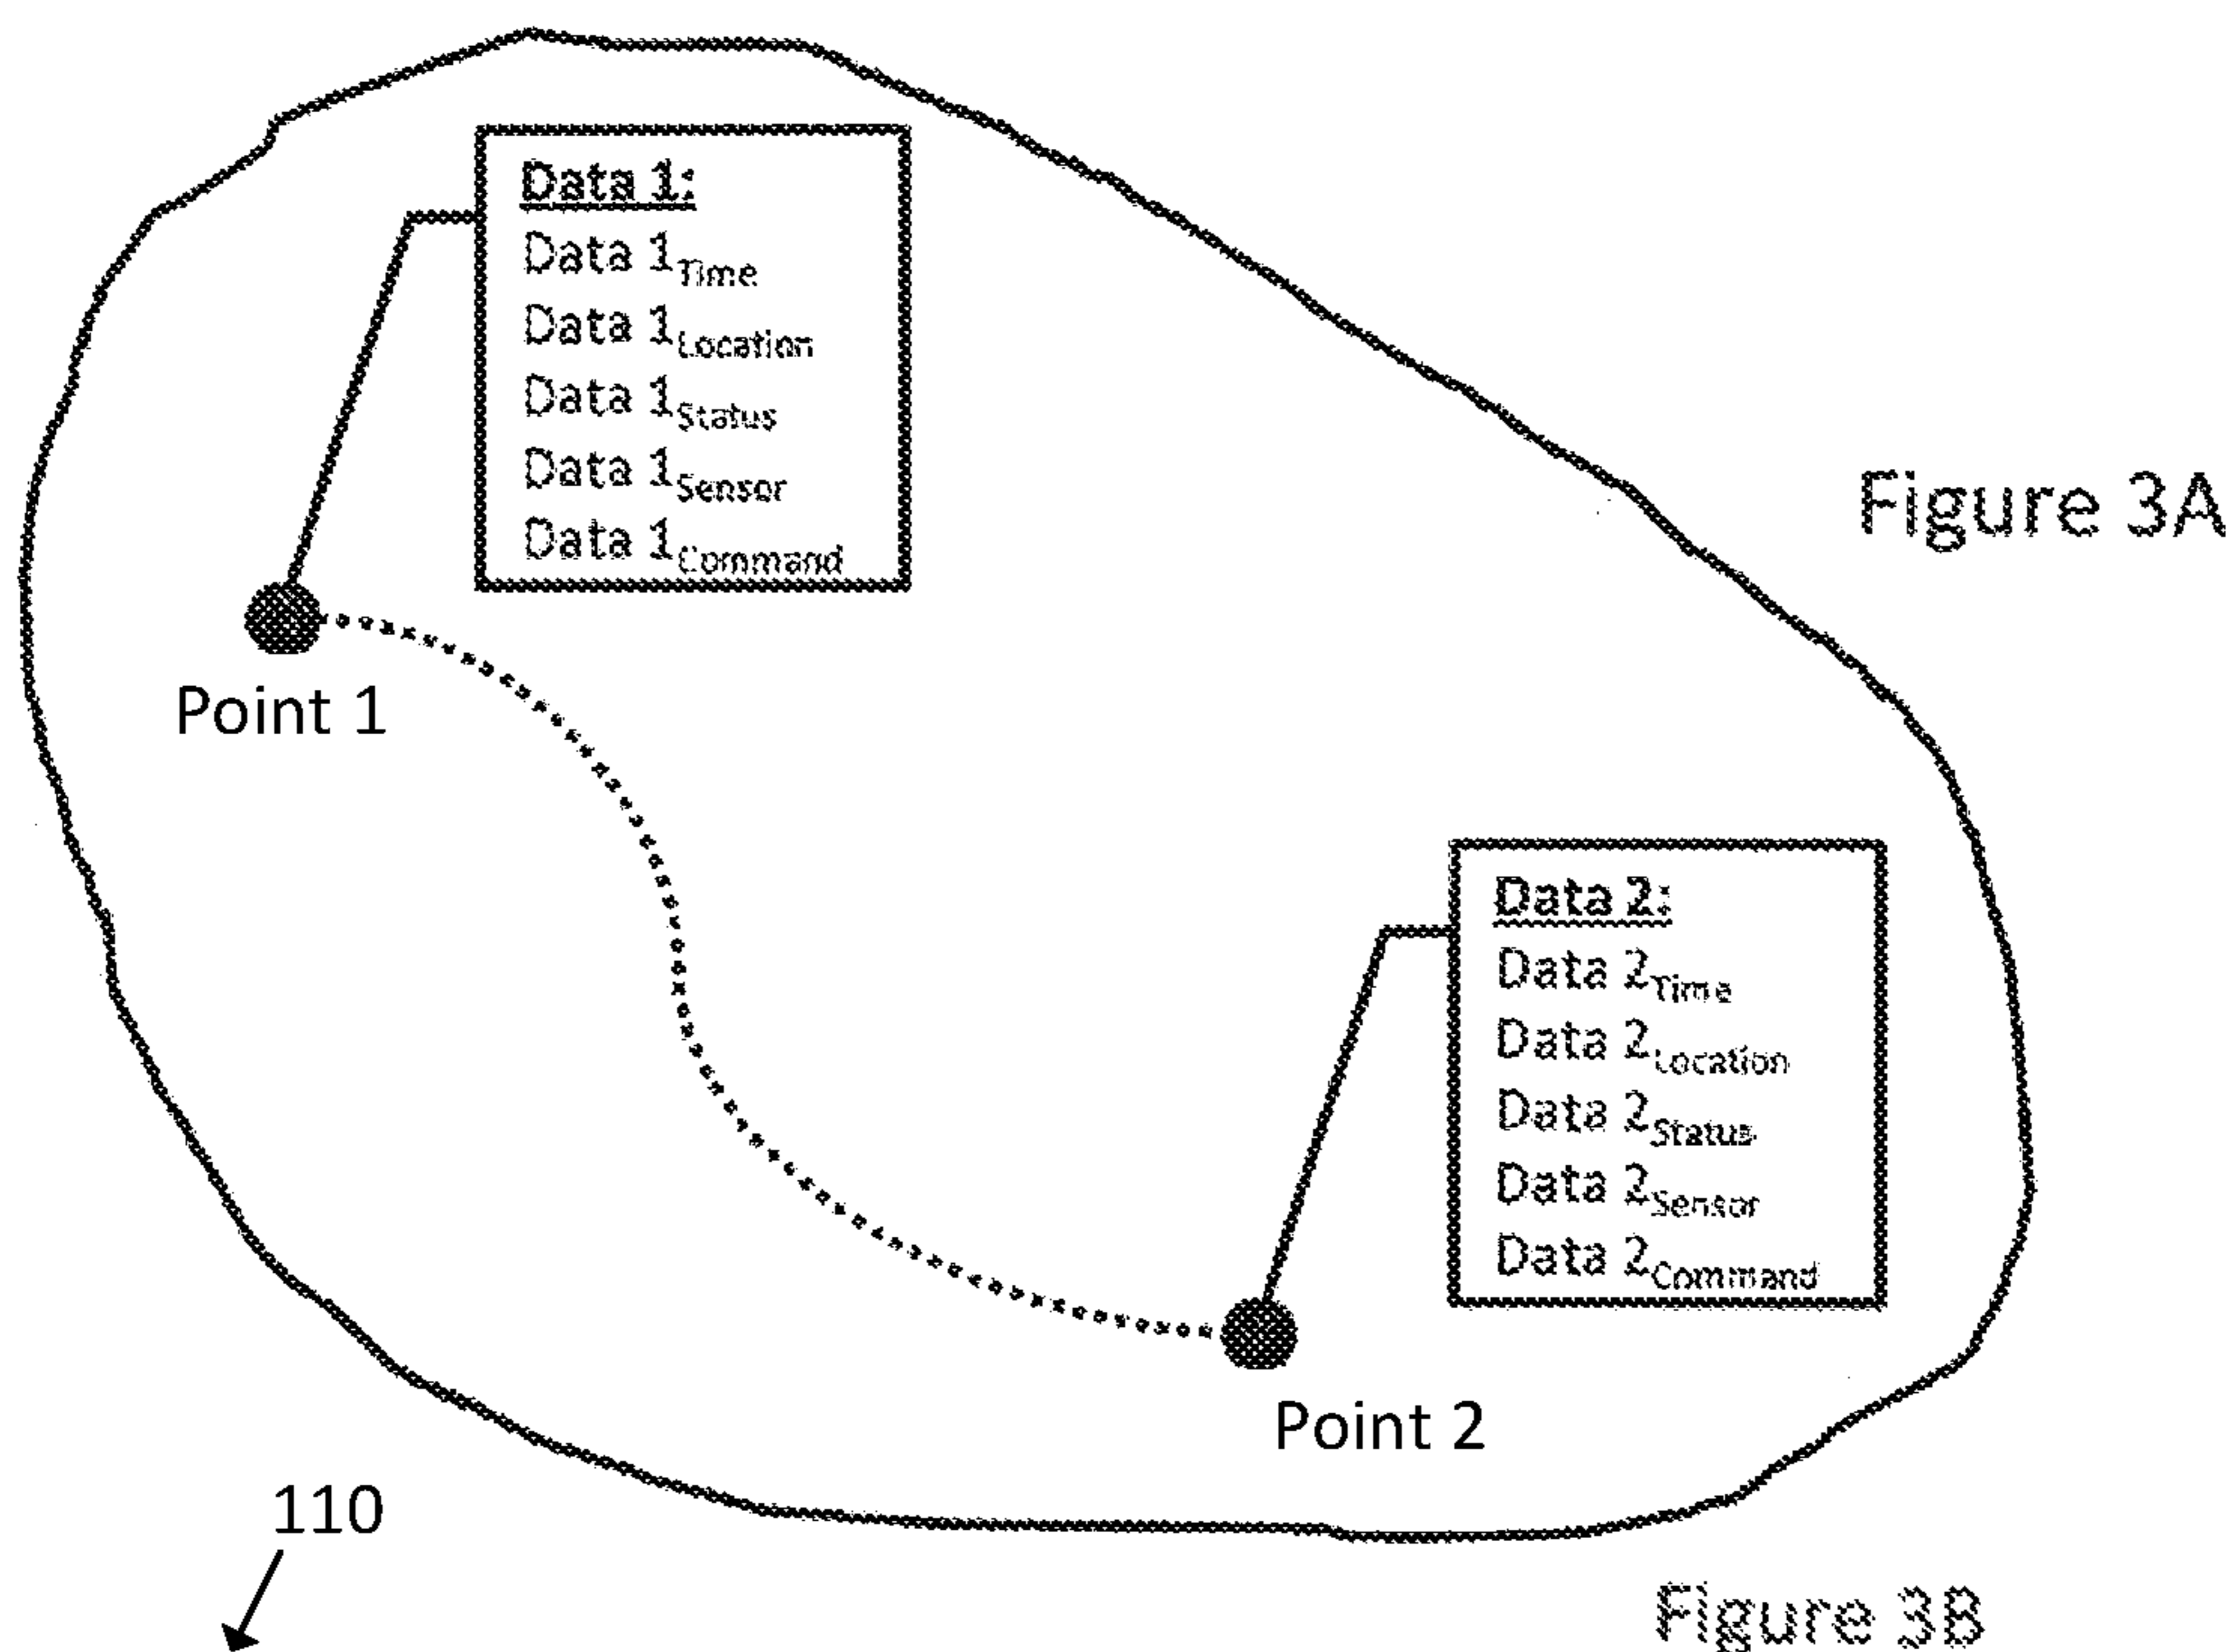 Data 1:
Data 1Time
Data 1Location
Data 1Status
Data 1Sensor
Data 1Command
Figure 3A
Point 1
Data 2:
Data 2Time
Data 2Location
Data 2Status
Data 2Sensor
Data 2Command
Point 2
110
Figure 3B